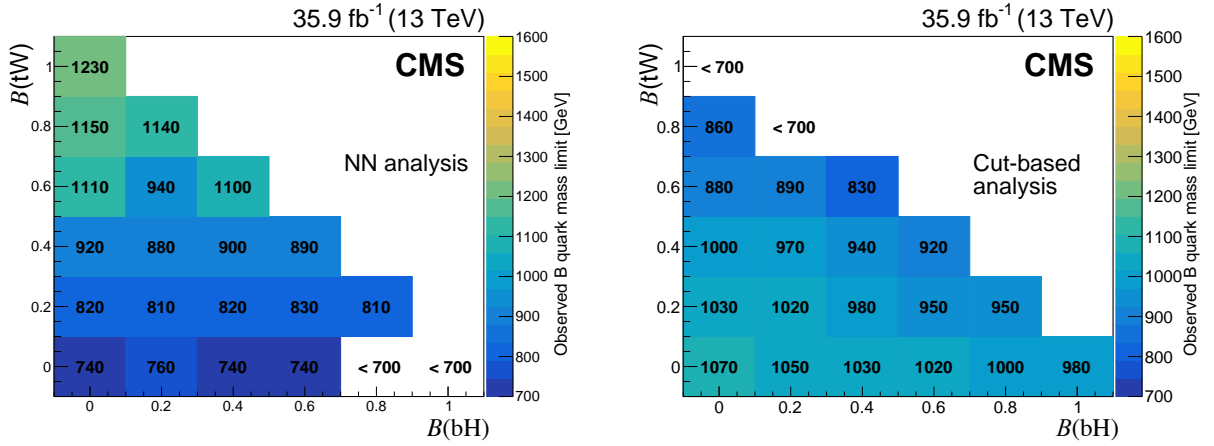 35.9 fb⁻¹ (13 TeV)
B(tW)
1
0.8
0.6
0.4
0.2
0
1230
CMS
1150 1140
NN analysis
1110 940 1100
920 880 900 890
820 810 820 830 810
740 760 740 740 < 700 < 700
0 0.2 0.4 0.6 0.8 1
B(bH)
1600
1500
1400
1300
1200
1100
1000
900
800
700
Observed B quark mass limit [GeV]
35.9 fb⁻¹ (13 TeV)
B(tW)
1
0.8
0.6
0.4
0.2
0
< 700
CMS
860 < 700
Cut-based
analysis
880 890 830
1000 970 940 920
1030 1020 980 950 950
1070 1050 1030 1020 1000 980
0 0.2 0.4 0.6 0.8 1
B(bH)
1600
1500
1400
1300
1200
1100
1000
900
800
700
Observed B quark mass limit [GeV]